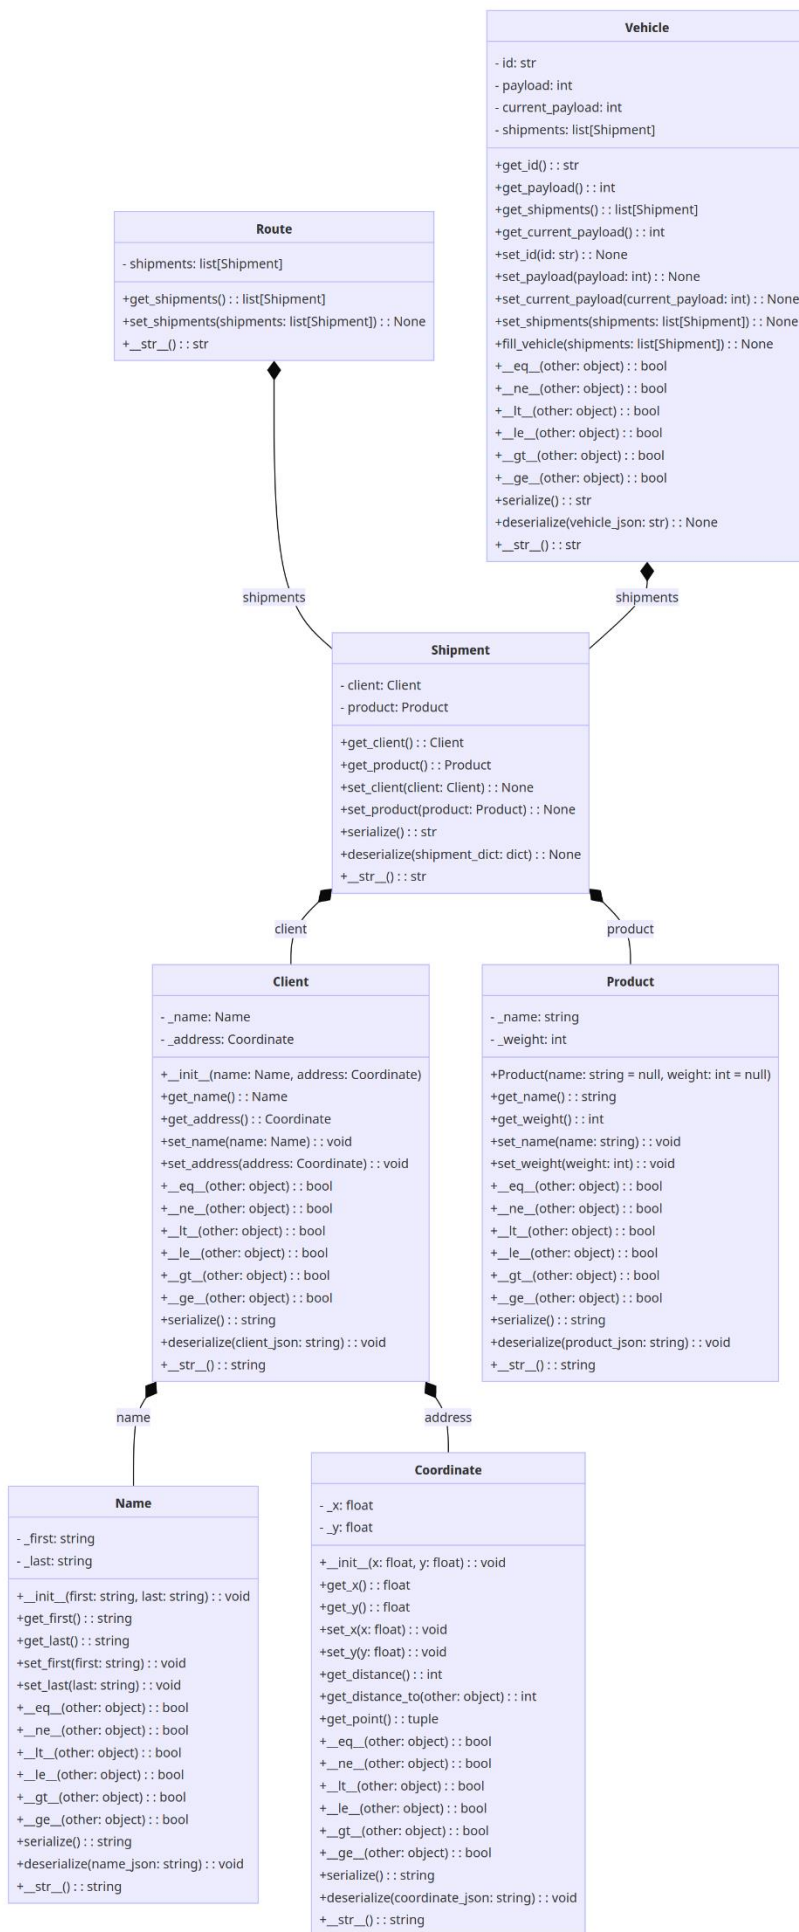 Vehicle
- id: str
- payload: int
- current_payload: int
- shipments: list[Shipment]
+get_id() : : str
+get_payload() : : int
+get_shipments() : : list[Shipment]
+get_current_payload() : : int
+set_id(id: str) : : None
+set_payload(payload: int) : : None
+set_current_payload(current_payload: int) : : None
+set_shipments(shipments: list[Shipment]) : : None
+fill_vehicle(shipments: list[Shipment]) : : None
+__eq__(other: object) : : bool
+__ne__(other: object) : : bool
+__lt__(other: object) : : bool
+__le__(other: object) : : bool
+__gt__(other: object) : : bool
+__ge__(other: object) : : bool
+serialize() : : str
+deserialize(vehicle_json: str) : : None
+__str__() : : str
Route
- shipments: list[Shipment]
+get_shipments() : : list[Shipment]
+set_shipments(shipments: list[Shipment]) : : None
+__str__() : : str
shipments
shipments
Shipment
- client: Client
- product: Product
+get_client() : : Client
+get_product() : : Product
+set_client(client: Client) : : None
+set_product(product: Product) : : None
+serialize() : : str
+deserialize(shipment_dict: dict) : : None
+__str__() : : str
client
product
Client
- _name: Name
- _address: Coordinate
+__init__(name: Name, address: Coordinate)
+get_name() : : Name
+get_address() : : Coordinate
+set_name(name: Name) : : void
+set_address(address: Coordinate) : : void
+__eq__(other: object) : : bool
+__ne__(other: object) : : bool
+__lt__(other: object) : : bool
+__le__(other: object) : : bool
+__gt__(other: object) : : bool
+__ge__(other: object) : : bool
+serialize() : : string
+deserialize(client_json: string) : : void
+__str__() : : string
Product
- _name: string
- _weight: int
+Product(name: string = null, weight: int = null)
+get_name() : : string
+get_weight() : : int
+set_name(name: string) : : void
+set_weight(weight: int) : : void
+__eq__(other: object) : : bool
+__ne__(other: object) : : bool
+__lt__(other: object) : : bool
+__le__(other: object) : : bool
+__gt__(other: object) : : bool
+__ge__(other: object) : : bool
+serialize() : : string
+deserialize(product_json: string) : : void
+__str__() : : string
name
address
Name
- _first: string
- _last: string
+__init__(first: string, last: string) : : void
+get_first() : : string
+get_last() : : string
+set_first(first: string) : : void
+set_last(last: string) : : void
+__eq__(other: object) : : bool
+__ne__(other: object) : : bool
+__lt__(other: object) : : bool
+__le__(other: object) : : bool
+__gt__(other: object) : : bool
+__ge__(other: object) : : bool
+serialize() : : string
+deserialize(name_json: string) : : void
+__str__() : : string
Coordinate
- _x: float
- _y: float
+__init__(x: float, y: float) : : void
+get_x() : : float
+get_y() : : float
+set_x(x: float) : : void
+set_y(y: float) : : void
+get_distance() : : int
+get_distance_to(other: object) : : int
+get_point() : : tuple
+__eq__(other: object) : : bool
+__ne__(other: object) : : bool
+__lt__(other: object) : : bool
+__le__(other: object) : : bool
+__gt__(other: object) : : bool
+__ge__(other: object) : : bool
+serialize() : : string
+deserialize(coordinate_json: string) : : void
+__str__() : : string